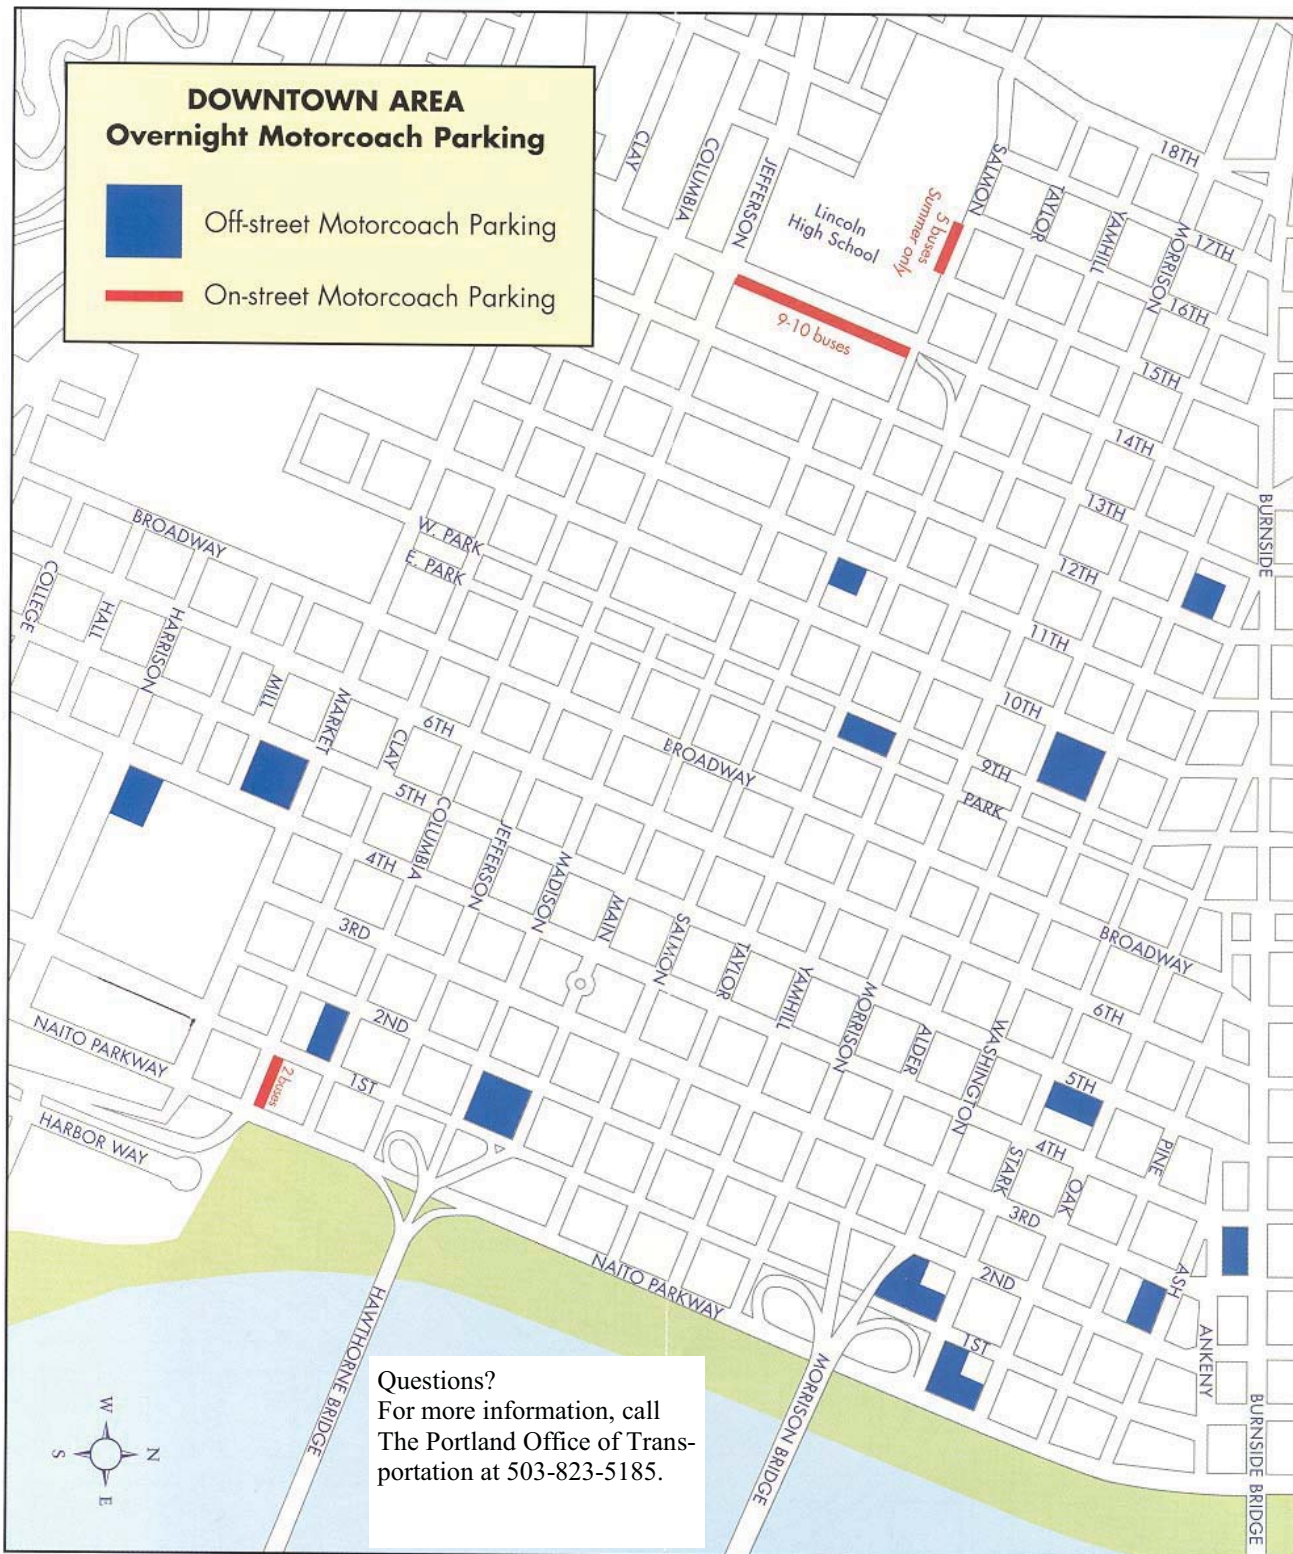 DOWNTOWN AREA
Overnight Motorcoach Parking
Off-street Motorcoach Parking
On-street Motorcoach Parking
CLAY
COLUMBIA
JEFFERSON
Lincoln
High School
5 buses
Summer only
9-10 buses
SALMON
TAYLOR
YAMHILL
MORRISON
18TH
17TH
16TH
15TH
14TH
13TH
12TH
11TH
10TH
9TH
PARK
BURNSIDE
BROADWAY
W. PARK
E. PARK
COLLEGE
HALL
HARRISON
MILL
MARKET
CLAY
6TH
5TH
COLUMBIA
4TH
JEFFERSON
BROADWAY
MADISON
MAIN
SALMON
TAYLOR
YAMHILL
MORRISON
ALDER
WASHINGTON
BROADWAY
6TH
5TH
4TH
STARK
OAK
PINE
3RD
2ND
ASH
1ST
ANKENY
3RD
2ND
1ST
2 buses
NAITO PARKWAY
HARBOR WAY
NAITO PARKWAY
HAWTHORNE BRIDGE
MORRISON BRIDGE
BURNSIDE BRIDGE
W
S
N
E
Questions?
For more information, call
The Portland Office of Trans-
portation at 503-823-5185.